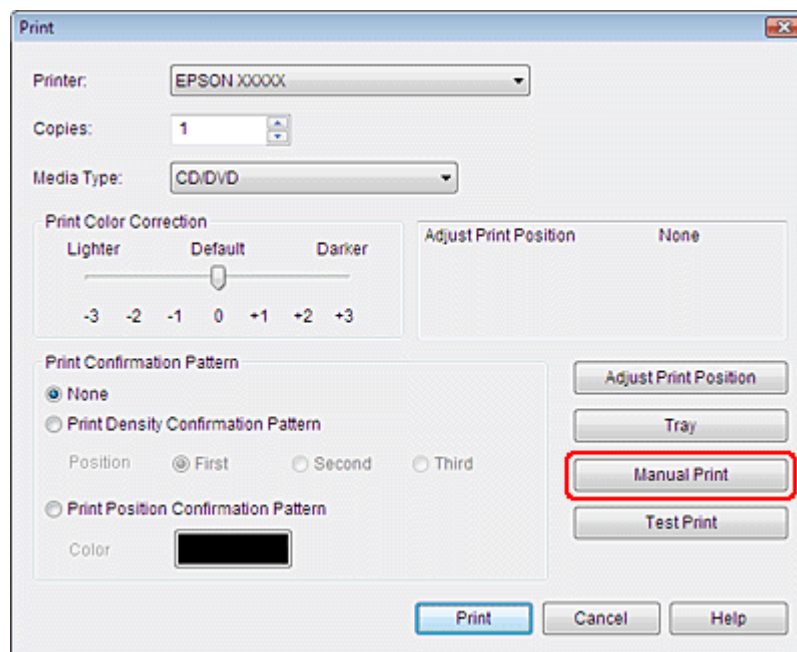 Print
Printer: EPSON XXXXX
Copies: 1
Media Type: CD/DVD
Print Color Correction
Lighter Default Darker
-3 -2 -1 0 +1 +2 +3
Adjust Print Position None
Print Confirmation Pattern
None
Print Density Confirmation Pattern
Position First Second Third
Print Position Confirmation Pattern
Color
Adjust Print Position
Tray
Manual Print
Test Print
Print Cancel Help